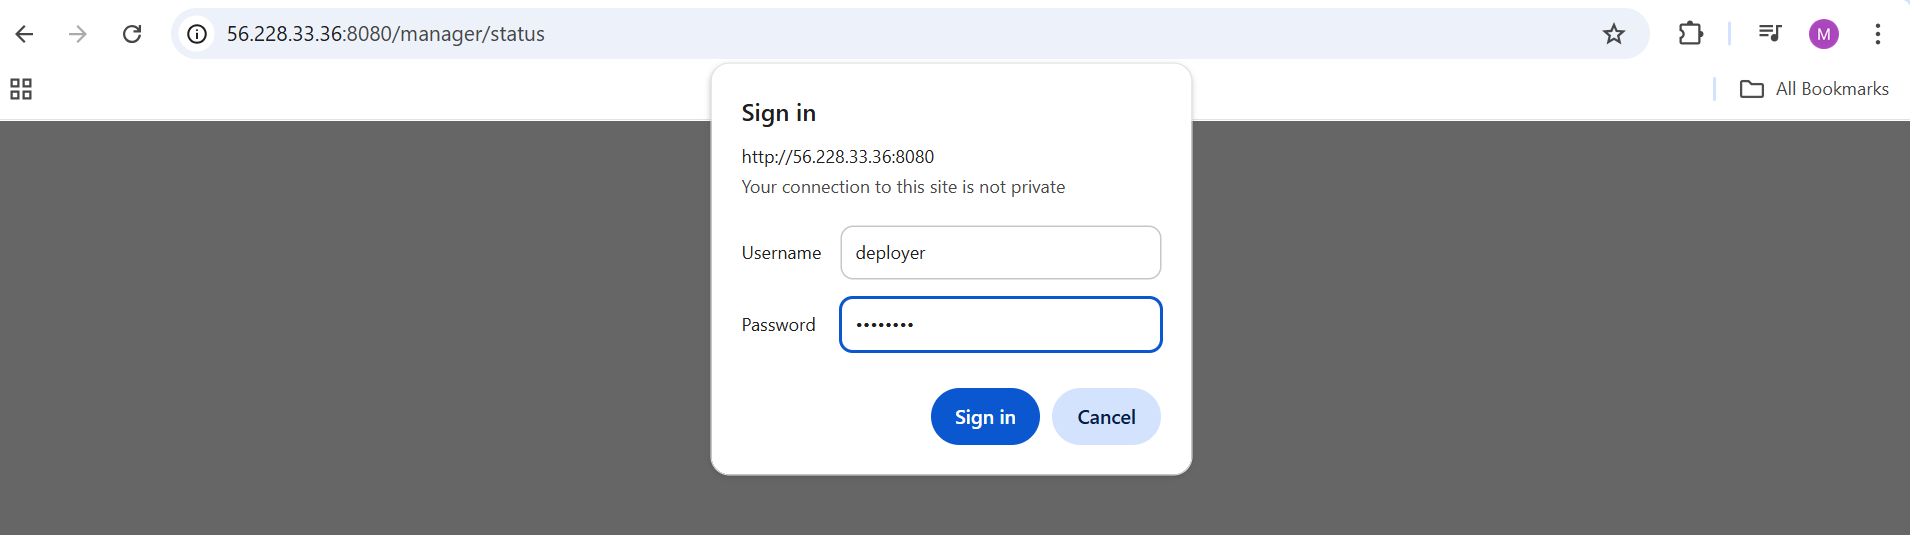 56.228.33.36:8080/manager/status
M
All Bookmarks
Sign in
http://56.228.33.36:8080
Your connection to this site is not private
Username deployer
Password ••••••••
Sign in Cancel